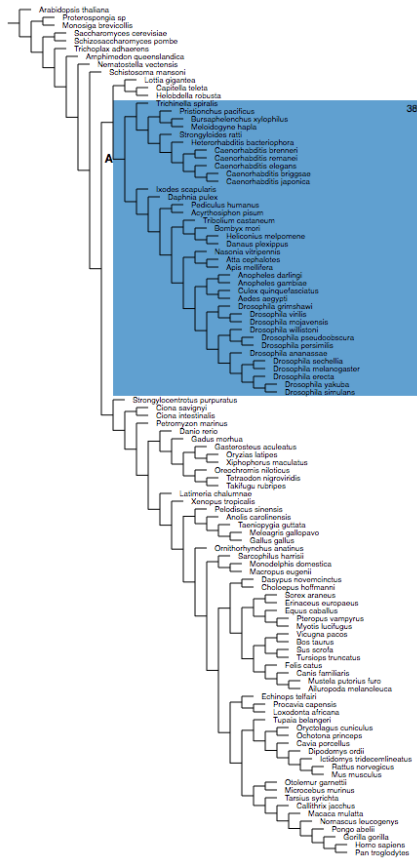 Arabidopsis thaliana
Proterospongia sp
Monosiga brevicollis
Saccharomyces cerevisiae
Schizosaccharomyces pombe
Trichoplax adhaerens
Amphimedon queenslandica
Nematostella vectensis
Schistosoma mansoni
Lottia gigantea
Capitella teleta
Helobdella robusta
Trichinella spiralis
38
Pristionchus pacificus
Bursaphelenchus xylophilus
Meloidogyne hapla
Strongyloides ratti
Heterorhabditis bacteriophora
Caenorhabditis brenneri
A
Caenorhabditis remanei
Caenorhabditis elegans
Caenorhabditis briggsae
Caenorhabditis japonica
Ixodes scapularis
Daphnia pulex
Pediculus humanus
Acyrthosiphon pisum
Tribolium castaneum
Bombyx mori
Heliconius melpomene
Danaus plexippus
Nasonia vitripennis
Atta cephalotes
Apis mellifera
Anopheles darlingi
Anopheles gambiae
Culex quinquefasciatus
Aedes aegypti
Drosophila grimshawi
Drosophila virilis
Drosophila mojavensis
Drosophila willistoni
Drosophila pseudoobscura
Drosophila persimilis
Drosophila ananassae
Drosophila sechellia
Drosophila melanogaster
Drosophila erecta
Drosophila yakuba
Drosophila simulans
Strongylocentrotus purpuratus
Ciona savignyi
Ciona intestinalis
Petromyzon marinus
Danio rerio
Gadus morhua
Gasterosteus aculeatus
Oryzias latipes
Xiphophorus maculatus
Oreochromis niloticus
Tetraodon nigroviridis
Takifugu rubripes
Latimeria chalumnae
Xenopus tropicalis
Pelodiscus sinensis
Anolis carolinensis
Taeniopygia guttata
Meleagris gallopavo
Gallus gallus
Ornithorhynchus anatinus
Sarcophilus harrisii
Monodelphis domestica
Macropus eugenii
Dasypus novemcinctus
Choloepus hoffmanni
Sorex araneus
Erinaceus europaeus
Equus caballus
Pteropus vampyrus
Myotis lucifugus
Vicugna pacos
Bos taurus
Sus scrofa
Tursiops truncatus
Felis catus
Canis familiaris
Mustela putorius furo
Ailuropoda melanoleuca
Echinops telfairi
Procavia capensis
Loxodonta africana
Tupaia belangeri
Oryctolagus cuniculus
Ochotona princeps
Cavia porcellus
Dipodomys ordii
Ictidomys tridecemlineatus
Rattus norvegicus
Mus musculus
Otolemur garnettii
Microcebus murinus
Tarsius syrichta
Callithrix jacchus
Macaca mulatta
Nomascus leucogenys
Pongo abelii
Gorilla gorilla
Homo sapiens
Pan troglodytes